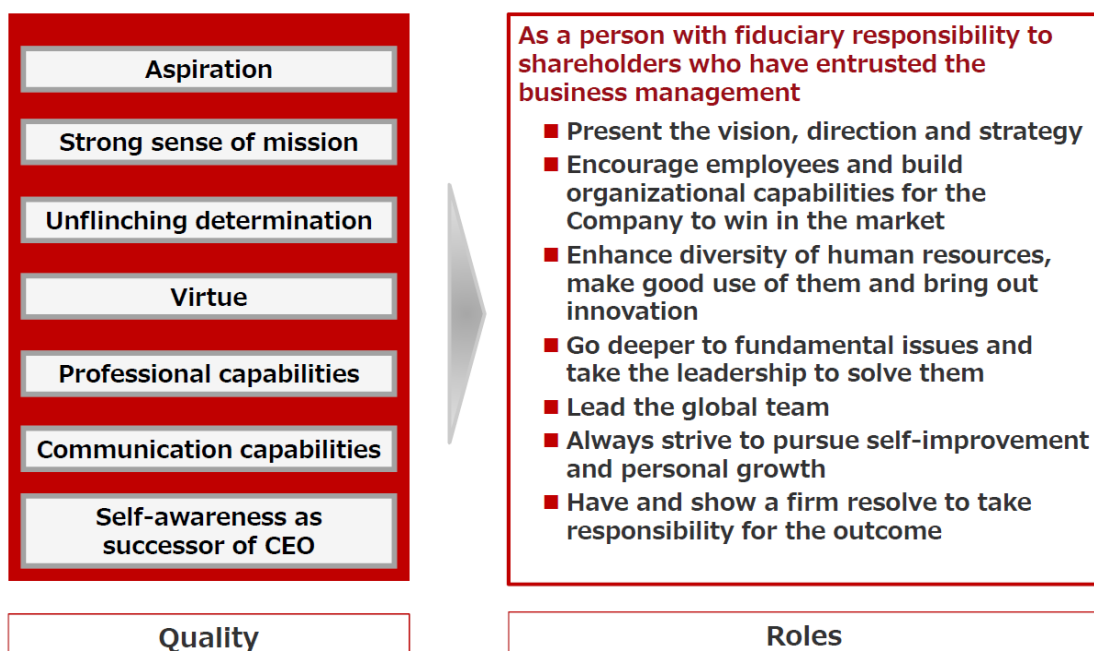 Aspiration
Strong sense of mission
Unflinching determination
Virtue
Professional capabilities
Communication capabilities
Self-awareness as
successor of CEO
Quality
As a person with fiduciary responsibility to
shareholders who have entrusted the
business management
■ Present the vision, direction and strategy
■ Encourage employees and build
organizational capabilities for the
Company to win in the market
■ Enhance diversity of human resources,
make good use of them and bring out
innovation
■ Go deeper to fundamental issues and
take the leadership to solve them
■ Lead the global team
■ Always strive to pursue self-improvement
and personal growth
■ Have and show a firm resolve to take
responsibility for the outcome
Roles